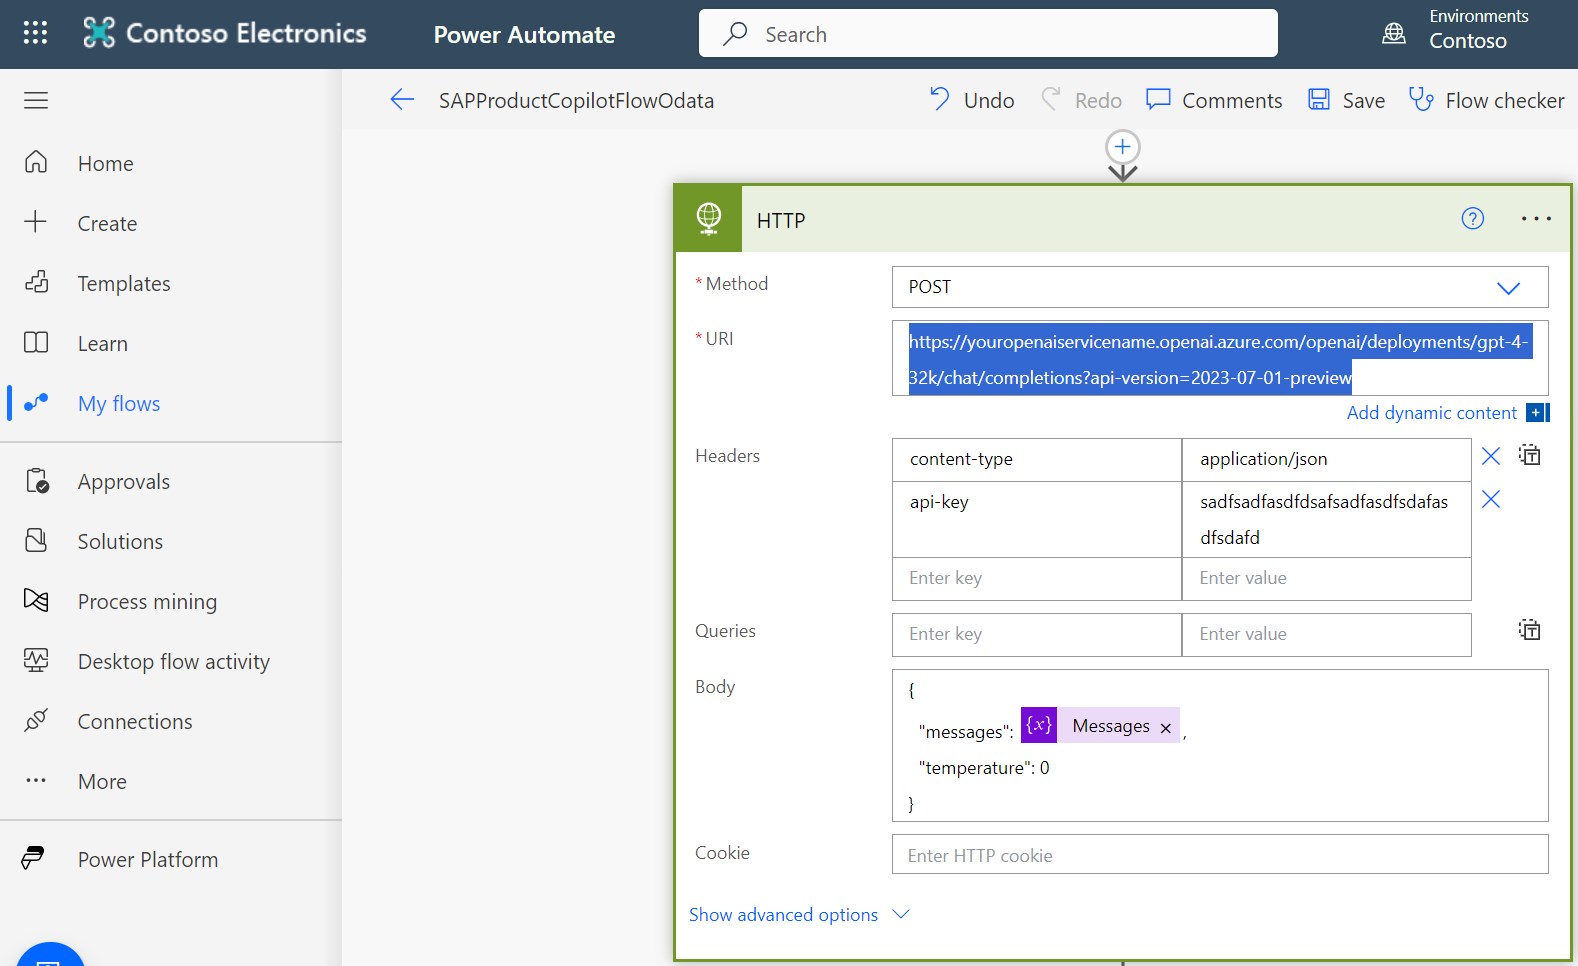 Contoso Electronics
Power Automate
Search
Environments
Contoso
SAPProductCopilotFlowOdata
Undo
Redo
Comments
Save
Flow checker
Home
Create
Templates
Learn
My flows
Approvals
Solutions
Process mining
Desktop flow activity
Connections
More
Power Platform
HTTP
* Method
POST
* URI
https://youropenaiservicename.openai.azure.com/openai/deployments/gpt-4-
32k/chat/completions?api-version=2023-07-01-preview
Add dynamic content
Headers
content-type
application/json
api-key
sadfsadfasdfdsafsadfasdfsdafas
dfsdafd
Enter key
Enter value
Queries
Enter key
Enter value
Body
{
"messages": {x} Messages × ,
"temperature": 0
}
Cookie
Enter HTTP cookie
Show advanced options